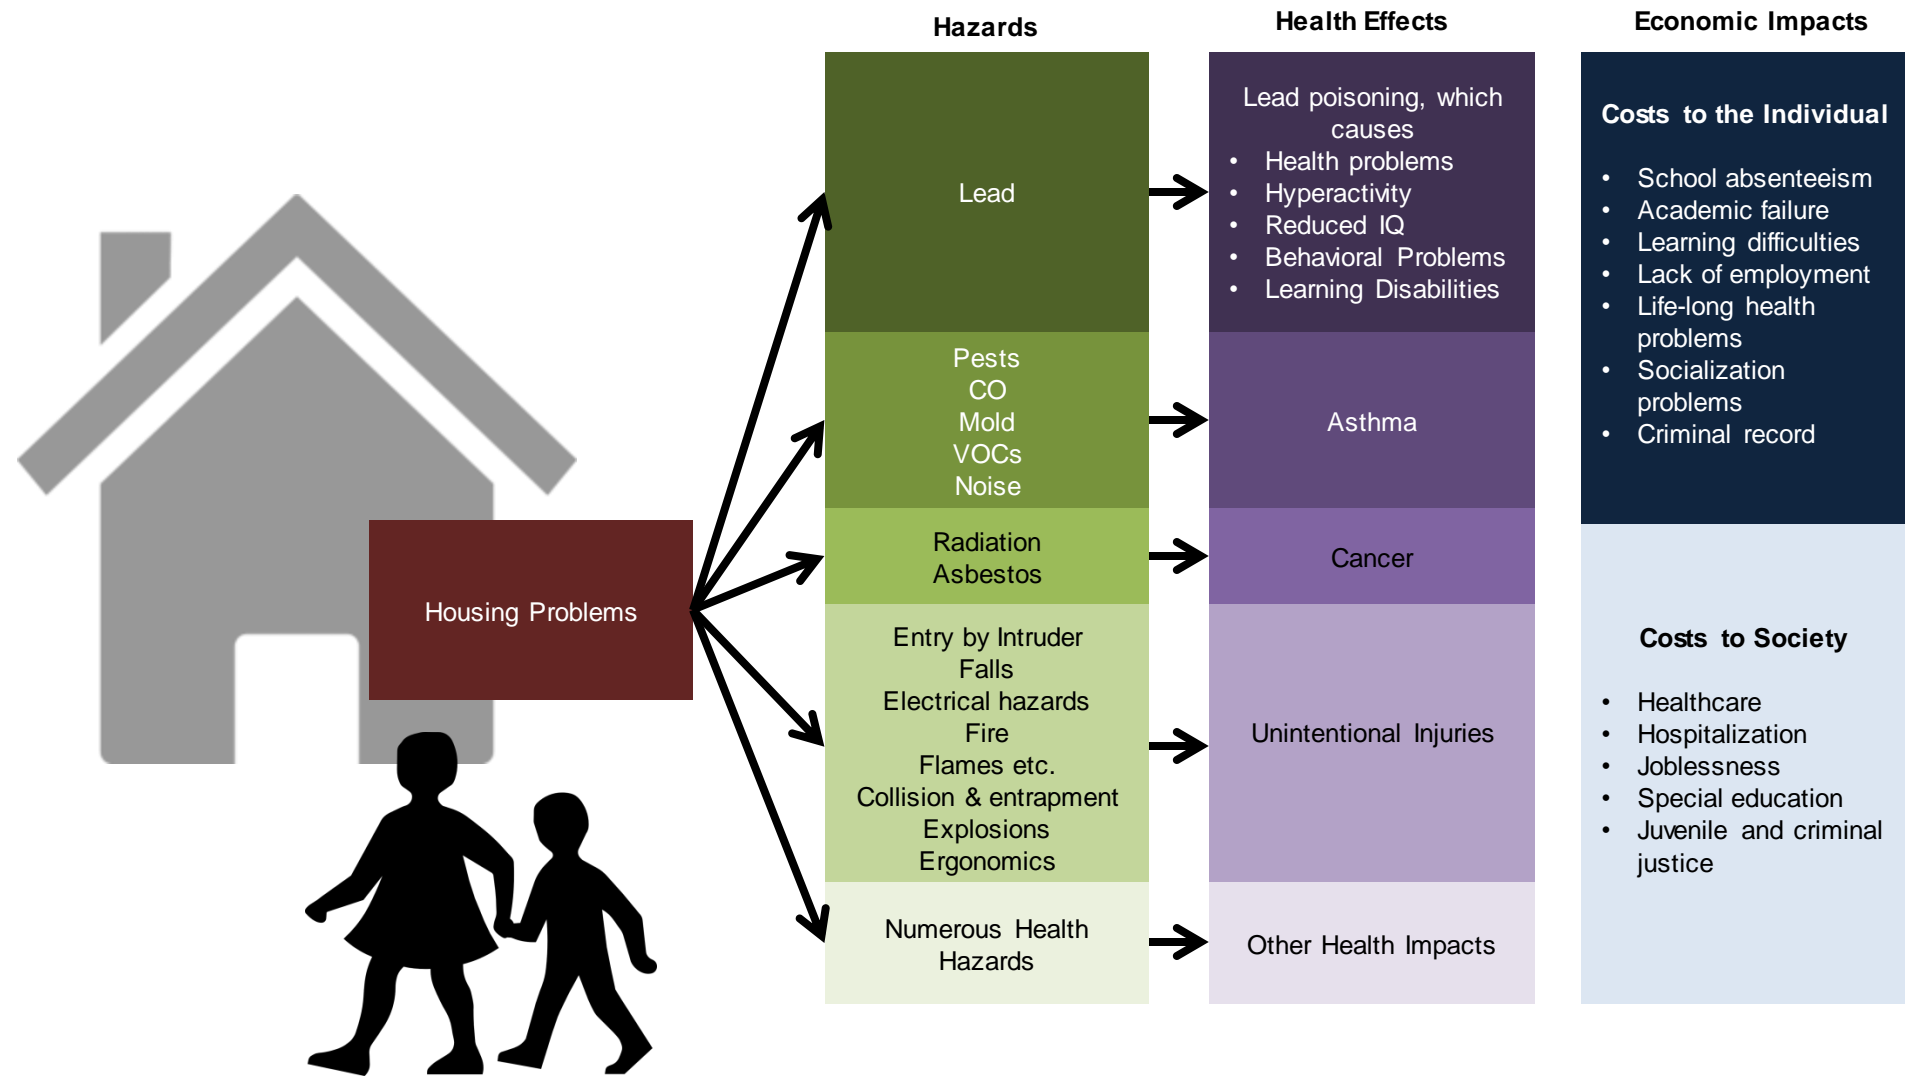 Hazards
Health Effects
Economic Impacts
Housing Problems
Lead
Pests
CO
Mold
VOCs
Noise
Radiation
Asbestos
Entry by Intruder
Falls
Electrical hazards
Fire
Flames etc.
Collision & entrapment
Explosions
Ergonomics
Numerous Health
Hazards
Lead poisoning, which
causes
• Health problems
• Hyperactivity
• Reduced IQ
• Behavioral Problems
• Learning Disabilities
Asthma
Cancer
Unintentional Injuries
Other Health Impacts
Costs to the Individual
• School absenteeism
• Academic failure
• Learning difficulties
• Lack of employment
• Life-long health
problems
• Socialization
problems
• Criminal record
Costs to Society
• Healthcare
• Hospitalization
• Joblessness
• Special education
• Juvenile and criminal
justice